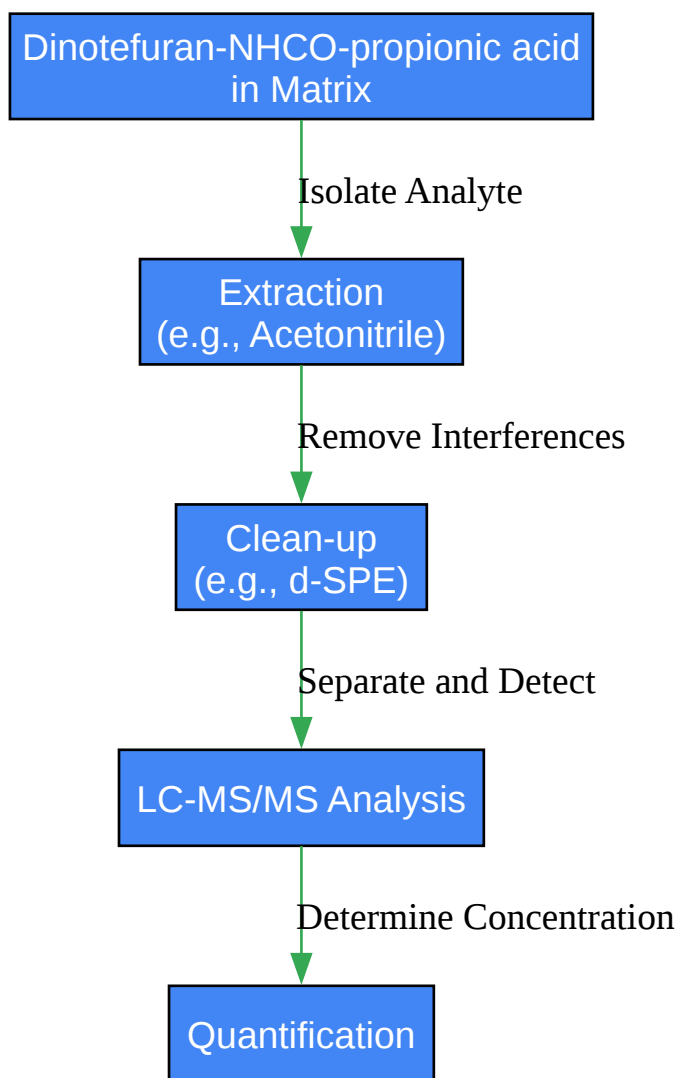 Dinotefuran-NHCO-propionic acid
in Matrix
Isolate Analyte
Extraction
(e.g., Acetonitrile)
Remove Interferences
Clean-up
(e.g., d-SPE)
Separate and Detect
LC-MS/MS Analysis
Determine Concentration
Quantification